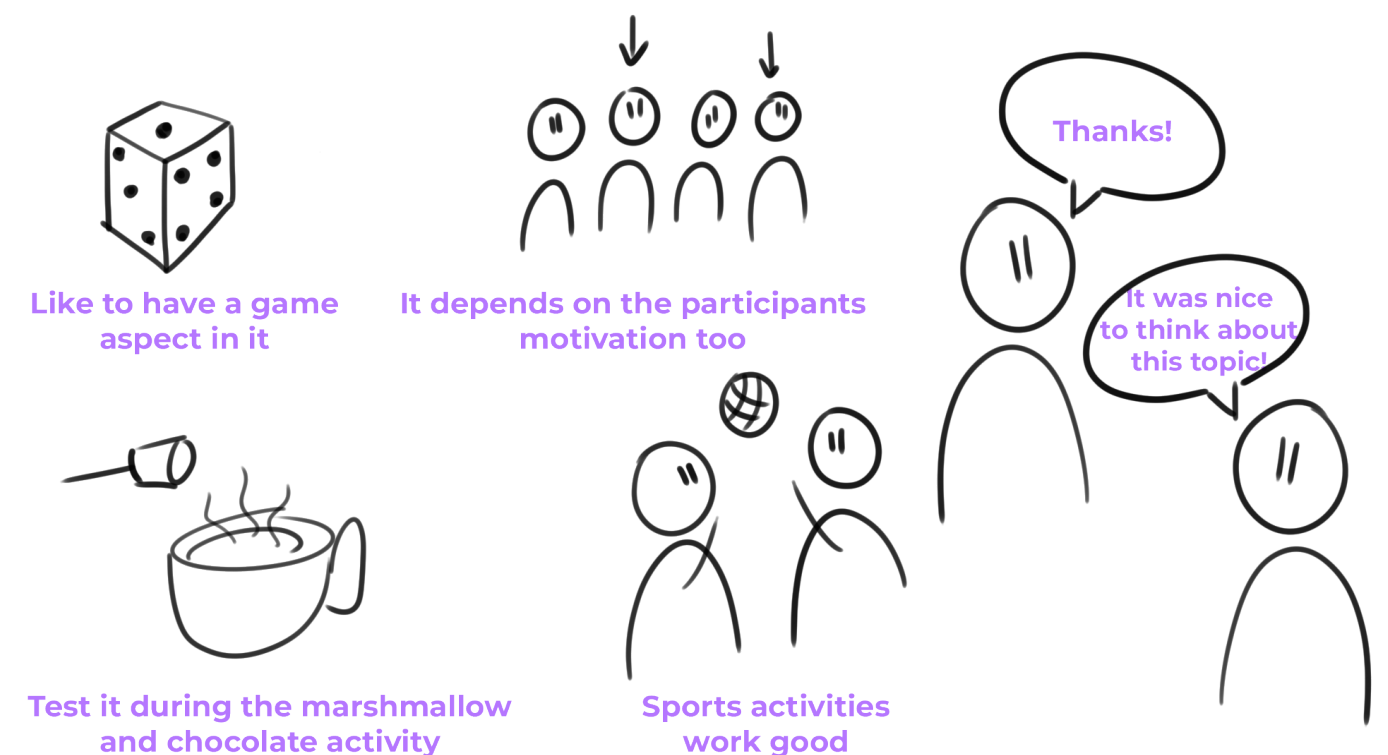 Thanks!
Like to have a game
aspect in it
It depends on the participants
motivation too
It was nice
to think about
this topic!
Test it during the marshmallow
and chocolate activity
Sports activities
work good